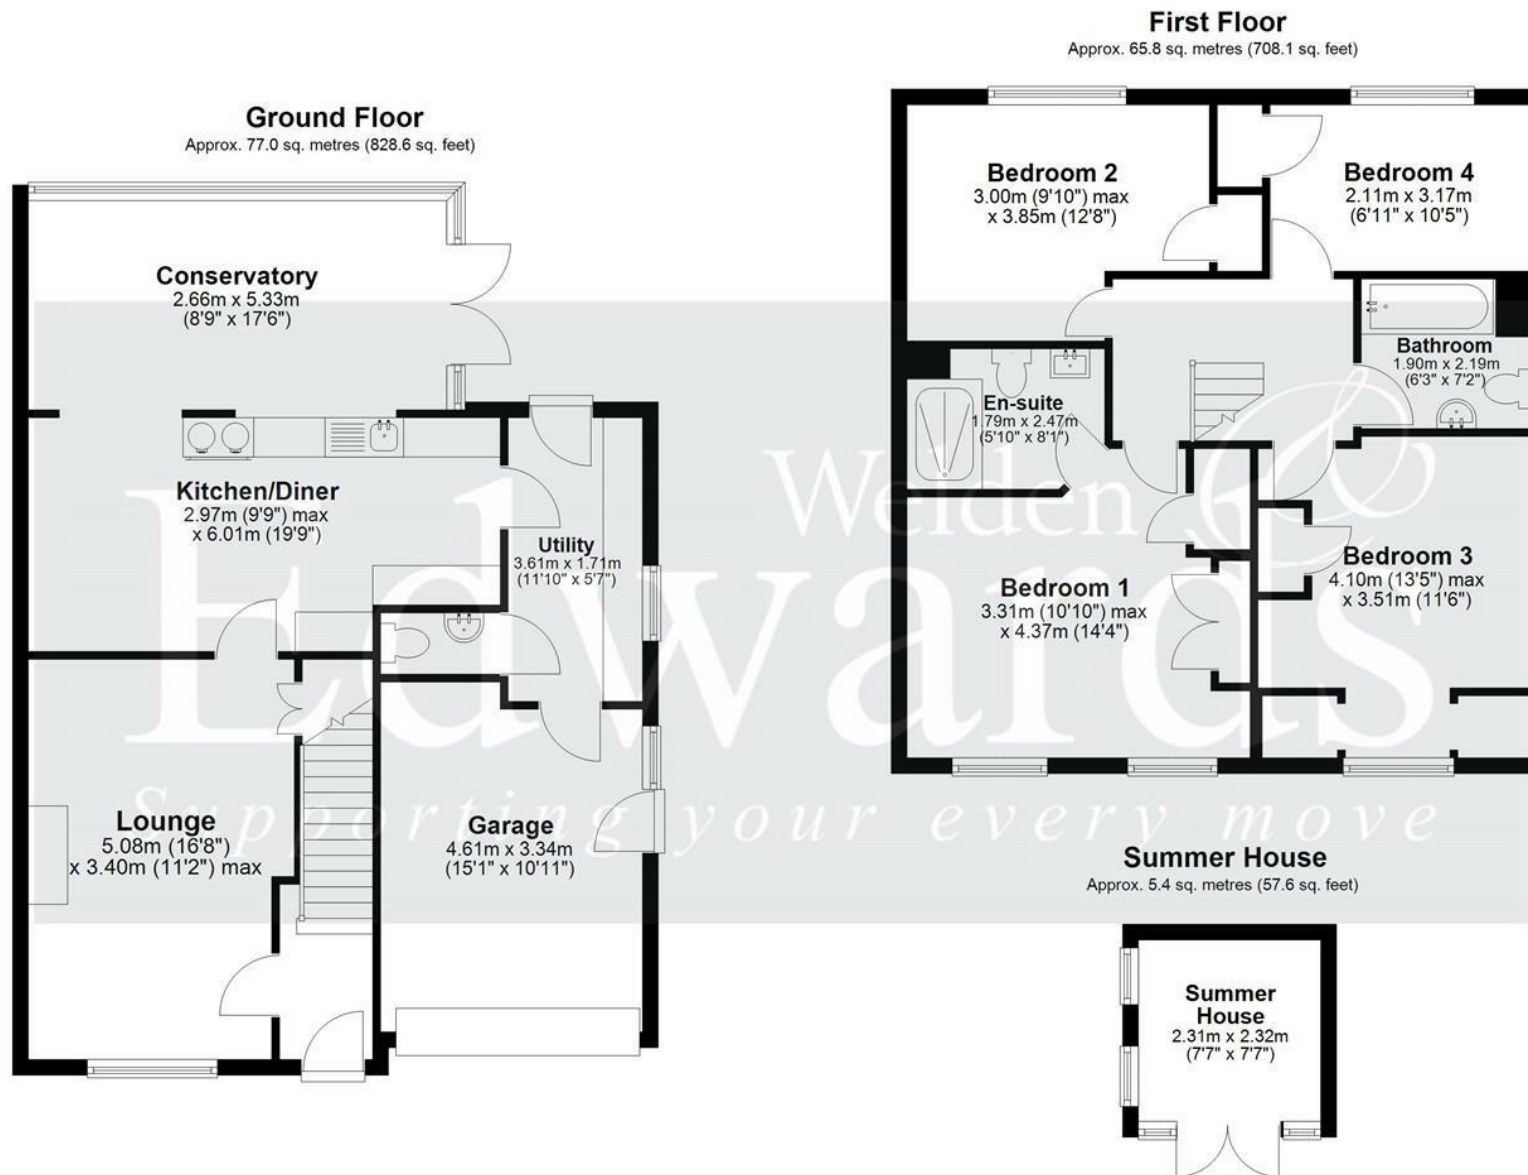 Ground Floor
Approx. 77.0 sq. metres (828.6 sq. feet)
Conservatory
2.66m x 5.33m
(8'9" x 17'6")
Kitchen/Diner
2.97m (9'9") max
x 6.01m (19'9")
Utility
3.61m x 1.71m
(11'10" x 5'7")
Lounge
5.08m (16'8")
x 3.40m (11'2") max
Garage
4.61m x 3.34m
(15'1" x 10'11")
First Floor
Approx. 65.8 sq. metres (708.1 sq. feet)
Bedroom 2
3.00m (9'10") max
x 3.85m (12'8")
Bedroom 4
2.11m x 3.17m
(6'11" x 10'5")
Bathroom
1.90m x 2.19m
(6'3" x 7'2")
En-suite
1.79m x 2.47m
(5'10" x 8'1")
Bedroom 1
3.31m (10'10") max
x 4.37m (14'4")
Bedroom 3
4.10m (13'5") max
x 3.51m (11'6")
Summer House
Approx. 5.4 sq. metres (57.6 sq. feet)
Summer
House
2.31m x 2.32m
(7'7" x 7'7")
Welden &
Edwards
Supporting your every move